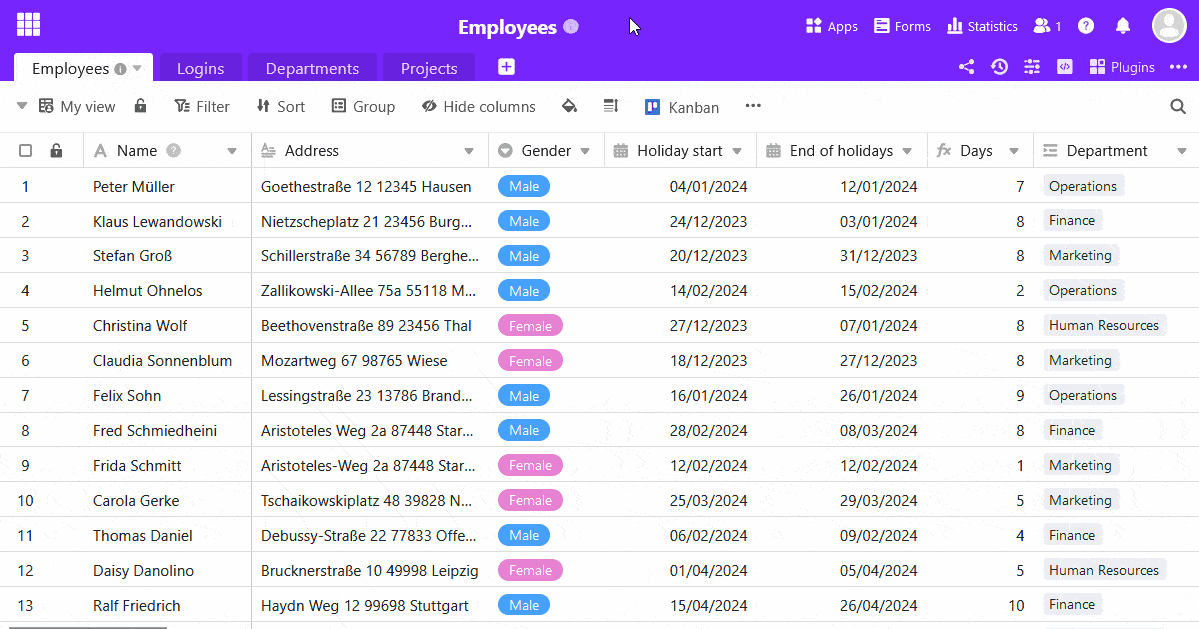 Employees
Apps Forms Statistics 1
Employees Logins Departments Projects
Plugins
My view Filter Sort Group Hide columns Kanban
Name Address Gender Holiday start End of holidays Days Department
1 Peter Müller Goethestraße 12 12345 Hausen Male 04/01/2024 12/01/2024 7 Operations
2 Klaus Lewandowski Nietzscheplatz 21 23456 Burg... Male 24/12/2023 03/01/2024 8 Finance
3 Stefan Groß Schillerstraße 34 56789 Berghe... Male 20/12/2023 31/12/2023 8 Marketing
4 Helmut Ohnelos Zallikowski-Allee 75a 55118 M... Male 14/02/2024 15/02/2024 2 Operations
5 Christina Wolf Beethovenstraße 89 23456 Thal Female 27/12/2023 07/01/2024 8 Human Resources
6 Claudia Sonnenblum Mozartweg 67 98765 Wiese Female 18/12/2023 27/12/2023 8 Marketing
7 Felix Sohn Lessingstraße 23 13786 Brand... Male 16/01/2024 26/01/2024 9 Operations
8 Fred Schmiedheini Aristoteles Weg 2a 87448 Star... Male 28/02/2024 08/03/2024 8 Finance
9 Frida Schmitt Aristoteles-Weg 2a 87448 Star... Female 12/02/2024 12/02/2024 1 Marketing
10 Carola Gerke Tschaikowskiplatz 48 39828 N... Female 25/03/2024 29/03/2024 5 Marketing
11 Thomas Daniel Debussy-Straße 22 77833 Offe... Male 06/02/2024 09/02/2024 4 Finance
12 Daisy Danolino Brucknerstraße 10 49998 Leipzig Female 01/04/2024 05/04/2024 5 Human Resources
13 Ralf Friedrich Haydn Weg 12 99698 Stuttgart Male 15/04/2024 26/04/2024 10 Finance